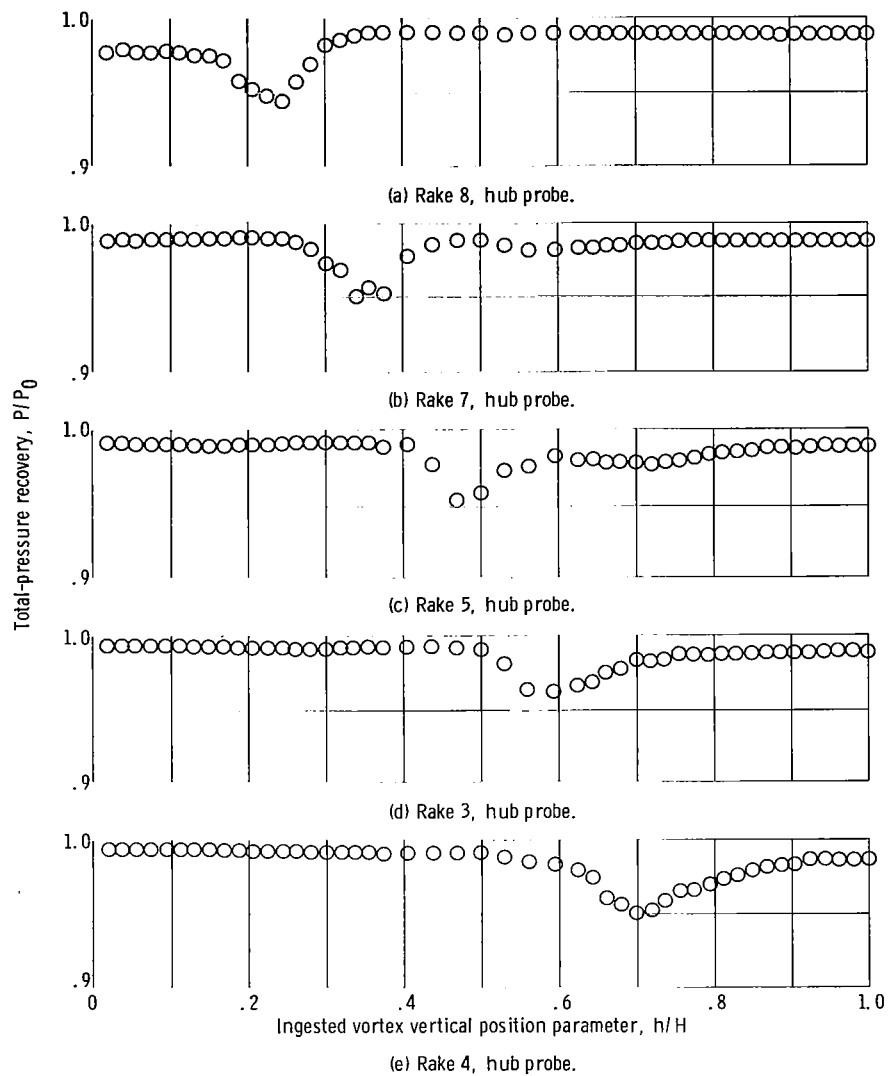 1.0
.9
(a) Rake 8, hub probe.
1.0
.9
(b) Rake 7, hub probe.
Total-pressure recovery, P/P0
1.0
.9
(c) Rake 5, hub probe.
1.0
.9
(d) Rake 3, hub probe.
1.0
.9
0 .2 .4 .6 .8 1.0
Ingested vortex vertical position parameter, h/H
(e) Rake 4, hub probe.